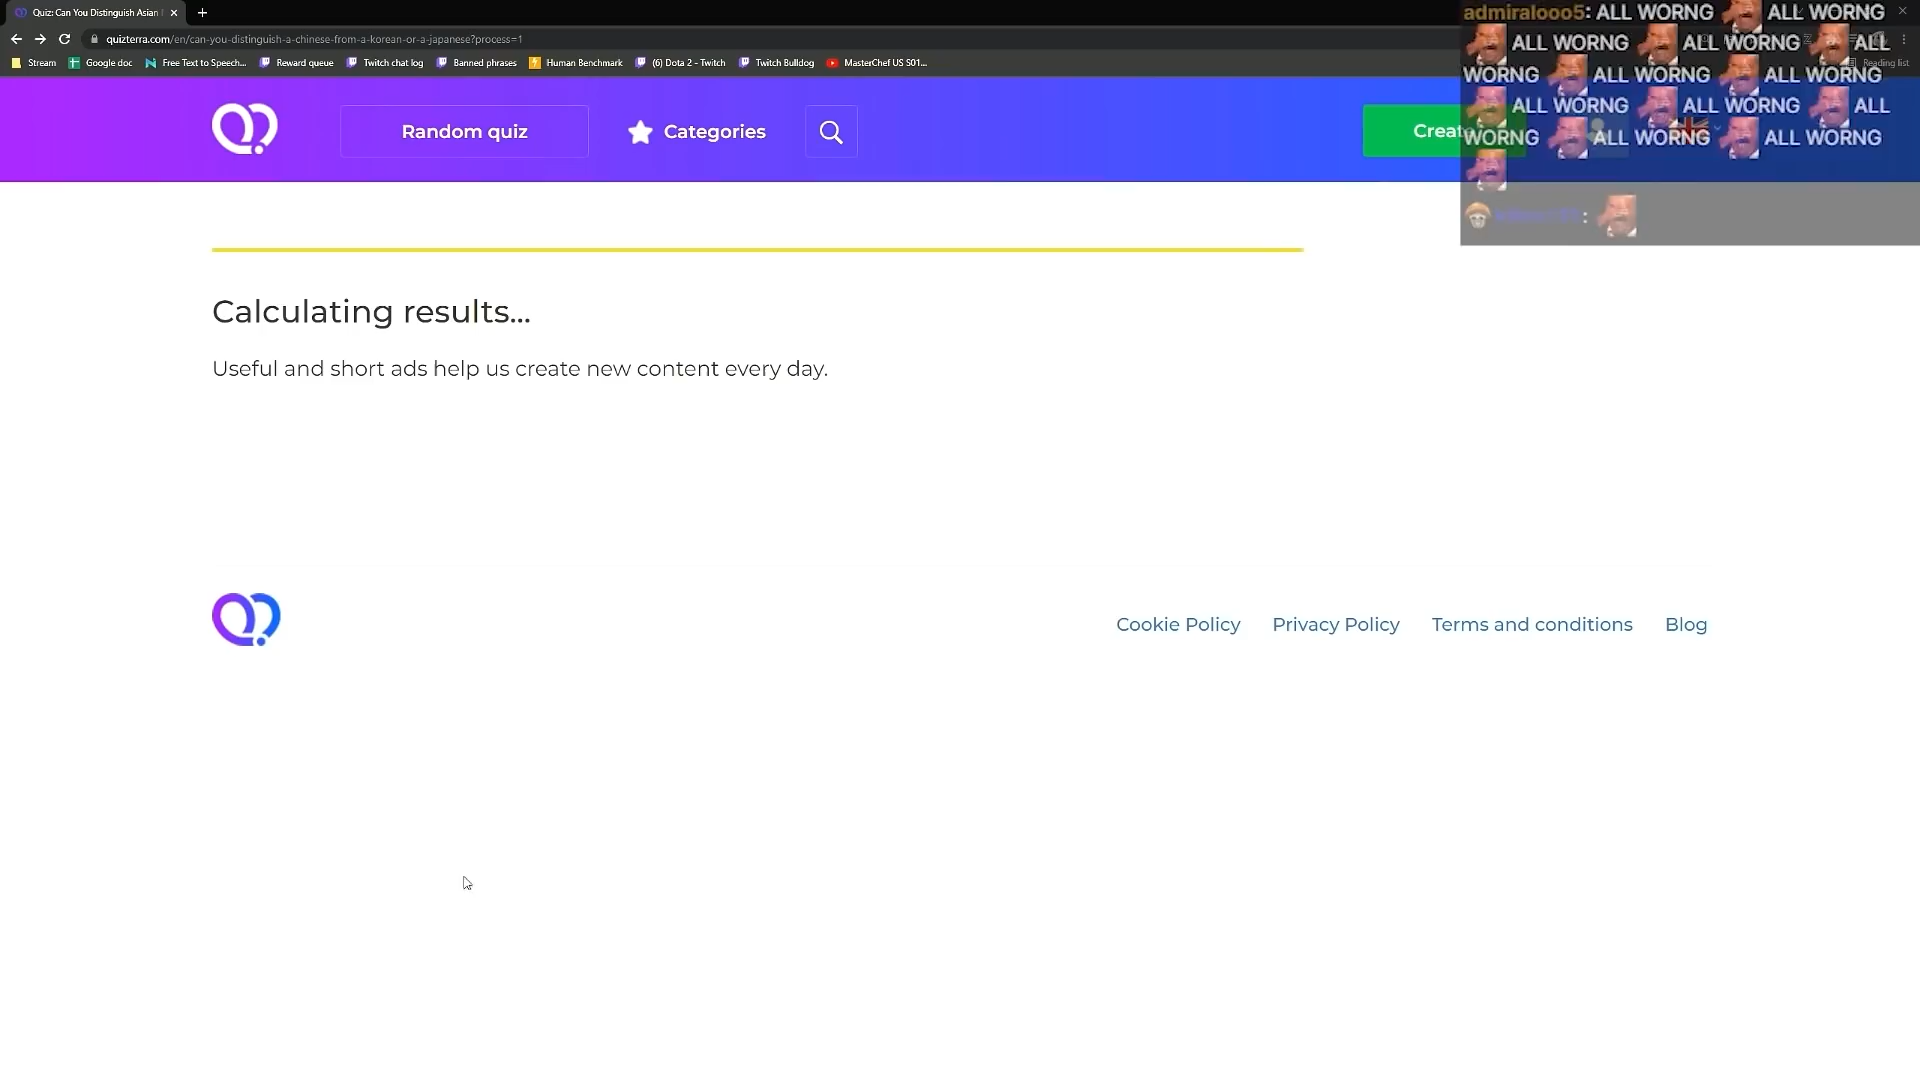 Quiz: Can You Distinguish Asian
quizterra.com/en/can-you-distinguish-a-chinese-from-a-korean-or-a-japanese?process=1
Stream Google doc Free Text to Speech... Reward queue Twitch chat log Banned phrases Human Benchmark (6) Dota 2 - Twitch Twitch Bulldog MasterChef US S01... Reading list
admiralooo5: ALL WORNG ALL WORNG
ALL WORNG ALL WORNG ALL
WORNG ALL WORNG ALL WORNG
ALL WORNG ALL WORNG ALL
WORNG ALL WORNG ALL WORNG
Random quiz Categories Creat
Calculating results...
Useful and short ads help us create new content every day.
Cookie Policy Privacy Policy Terms and conditions Blog